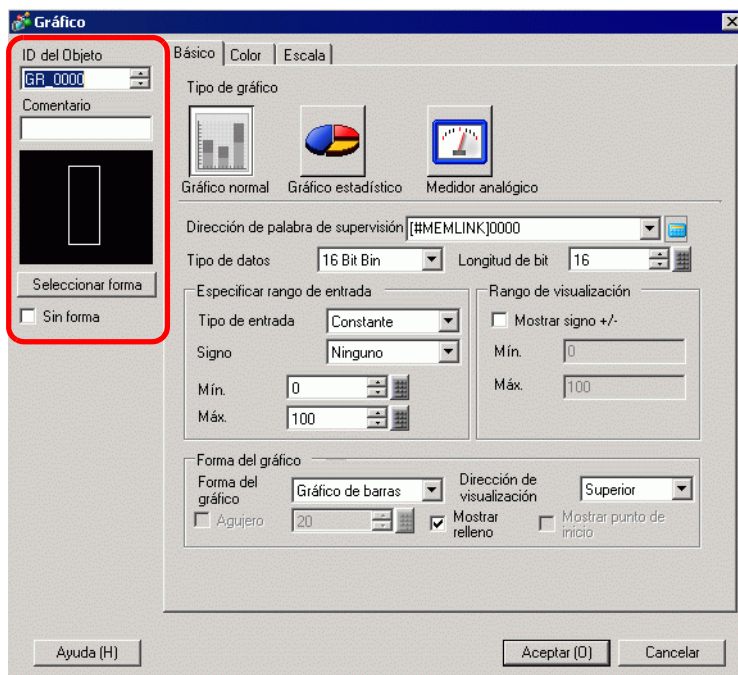 Gráfico
ID del Objeto
GR_0000
Comentario
Seleccionar forma
Sin forma
Básico
Color
Escala
Tipo de gráfico
Gráfico normal
Gráfico estadístico
Medidor analógico
Dirección de palabra de supervisión
[#MEMLINK]0000
Tipo de datos
16 Bit Bin
Longitud de bit
16
Especificar rango de entrada
Tipo de entrada
Constante
Signo
Ninguno
Mín.
0
Máx.
100
Rango de visualización
Mostrar signo +/-
Mín.
0
Máx.
100
Forma del gráfico
Forma del
gráfico
Gráfico de barras
Dirección de
visualización
Superior
Agujero
20
Mostrar
relleno
Mostrar punto de
inicio
Ayuda (H)
Aceptar (O)
Cancelar